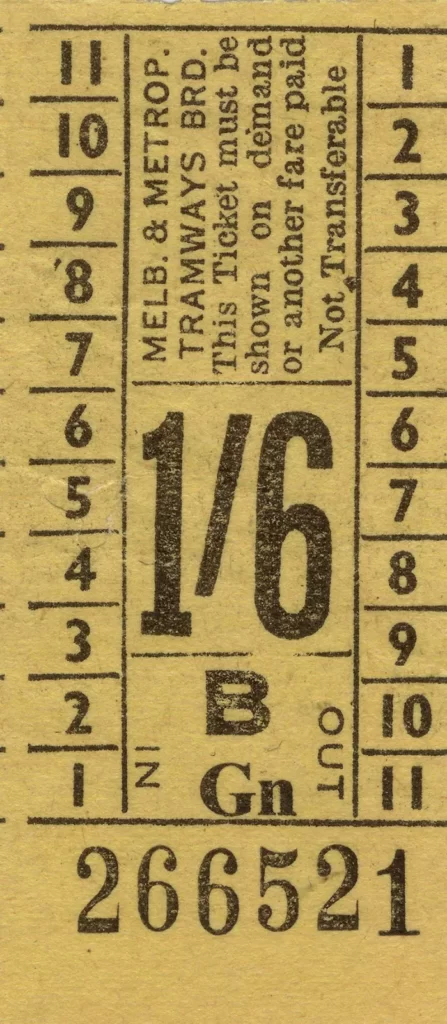 11
10
9
8
7
6
5
4
3
2
1
MELB. & METROP.
TRAMWAYS BRD.
This Ticket must be
shown on demand
or another fare paid
Not Transferable
1/6
B
Gn
IN
OUT
1
2
3
4
5
6
7
8
9
10
11
266521